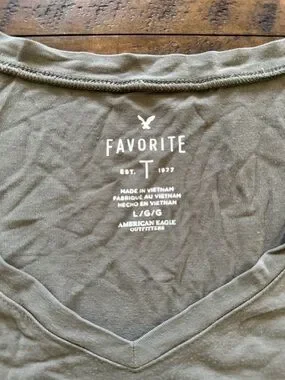 FAVORITE
EST. T 1977
MADE IN VIETNAM
FABRIQUÉ AU VIETNAM
HECHO EN VIETNAM
L/G/G
AMERICAN EAGLE
OUTFITTERS